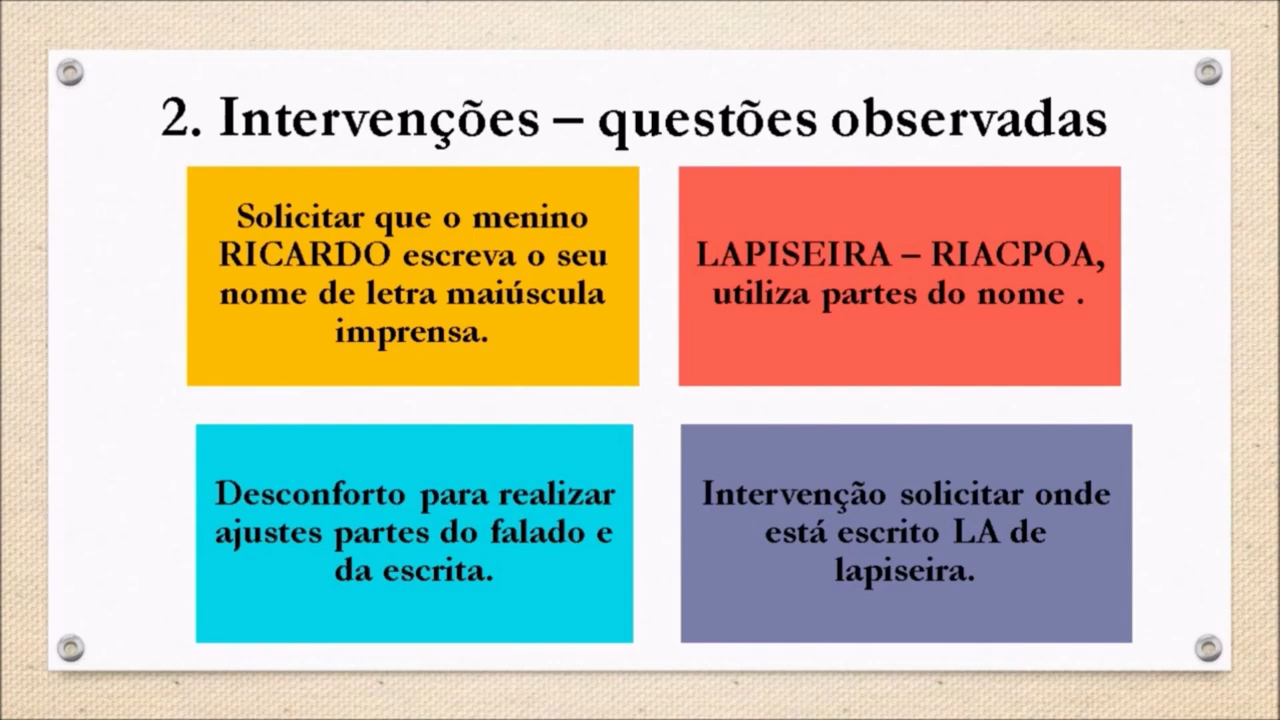 2. Intervenções – questões observadas
Solicitar que o menino
RICARDO escreva o seu
nome de letra maiúscula
imprensa.
LAPISEIRA – RIACPOA,
utiliza partes do nome .
Desconforto para realizar
ajustes partes do falado e
da escrita.
Intervenção solicitar onde
está escrito LA de
lapiseira.